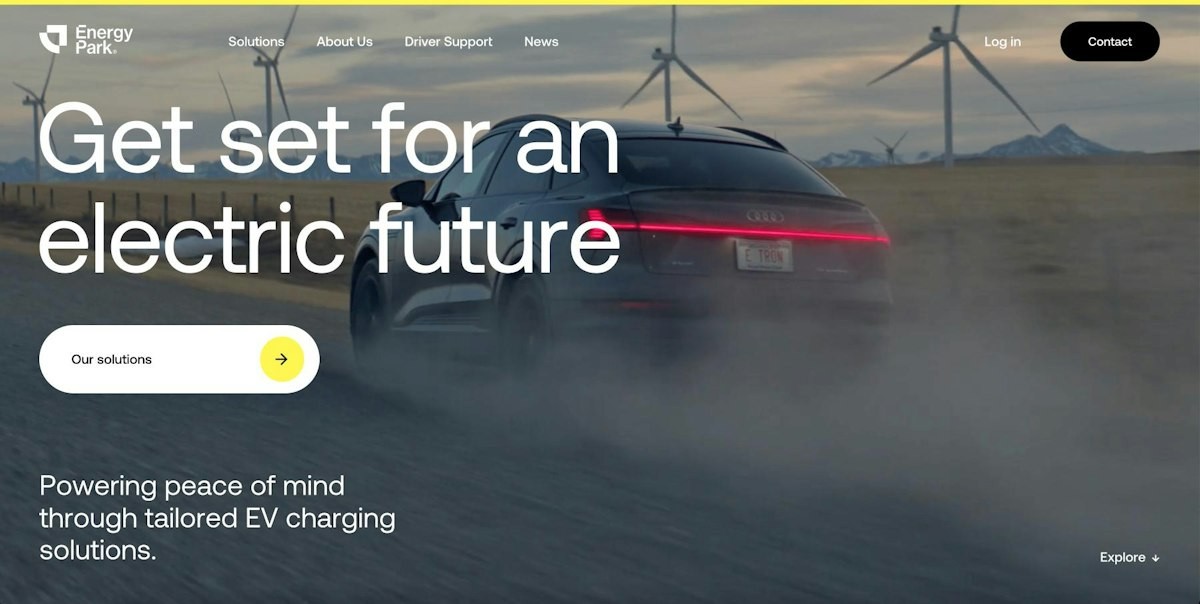 Energy
Park®
Solutions
About Us
Driver Support
News
Log in
Contact
Get set for an
electric future
E TRON
Our solutions
Powering peace of mind
through tailored EV charging
solutions.
Explore ↓